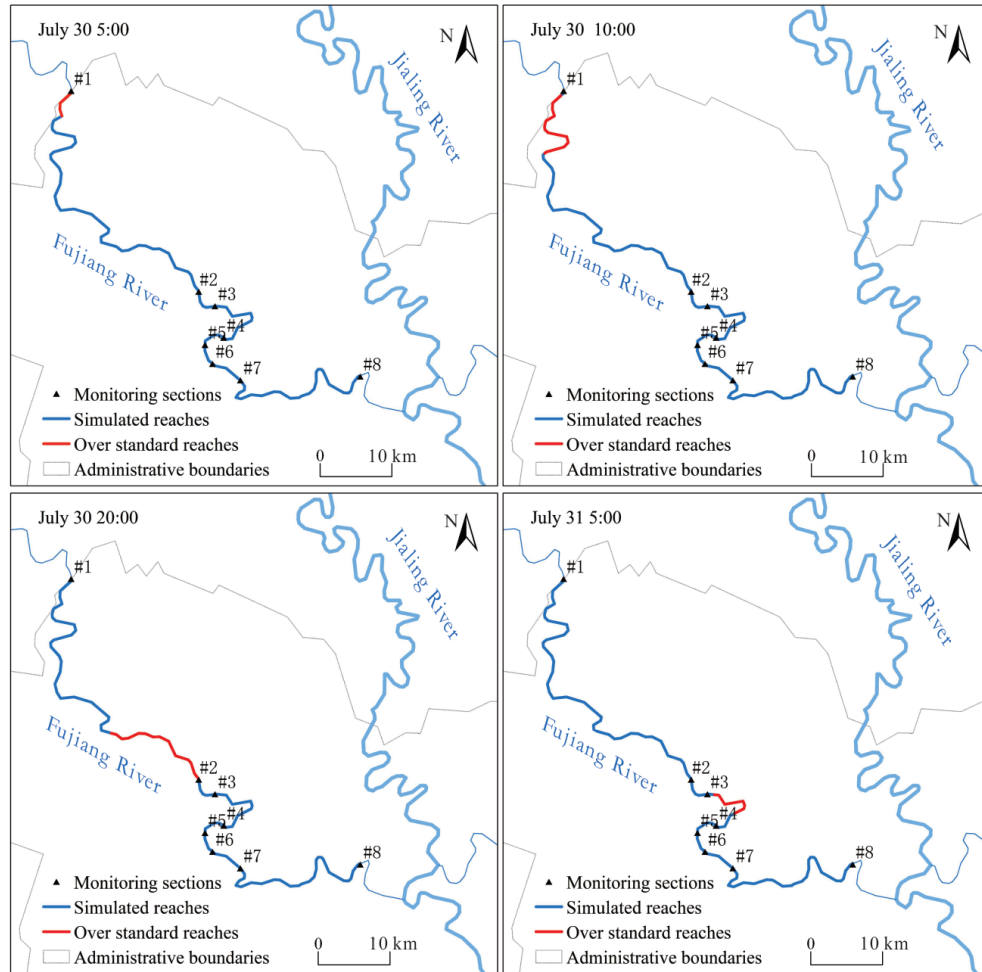 July 30 5:00
N
Jialing River
#1
Fujiang River
#2
#3
#4
#5
#6
#7
#8
Monitoring sections
Simulated reaches
Over standard reaches
Administrative boundaries
0 10 km
July 30 10:00
N
Jialing River
#1
Fujiang River
#2
#3
#4
#5
#6
#7
#8
Monitoring sections
Simulated reaches
Over standard reaches
Administrative boundaries
0 10 km
July 30 20:00
N
Jialing River
#1
Fujiang River
#2
#3
#4
#5
#6
#7
#8
Monitoring sections
Simulated reaches
Over standard reaches
Administrative boundaries
0 10 km
July 31 5:00
N
Jialing River
#1
Fujiang River
#2
#3
#4
#5
#6
#7
#8
Monitoring sections
Simulated reaches
Over standard reaches
Administrative boundaries
0 10 km